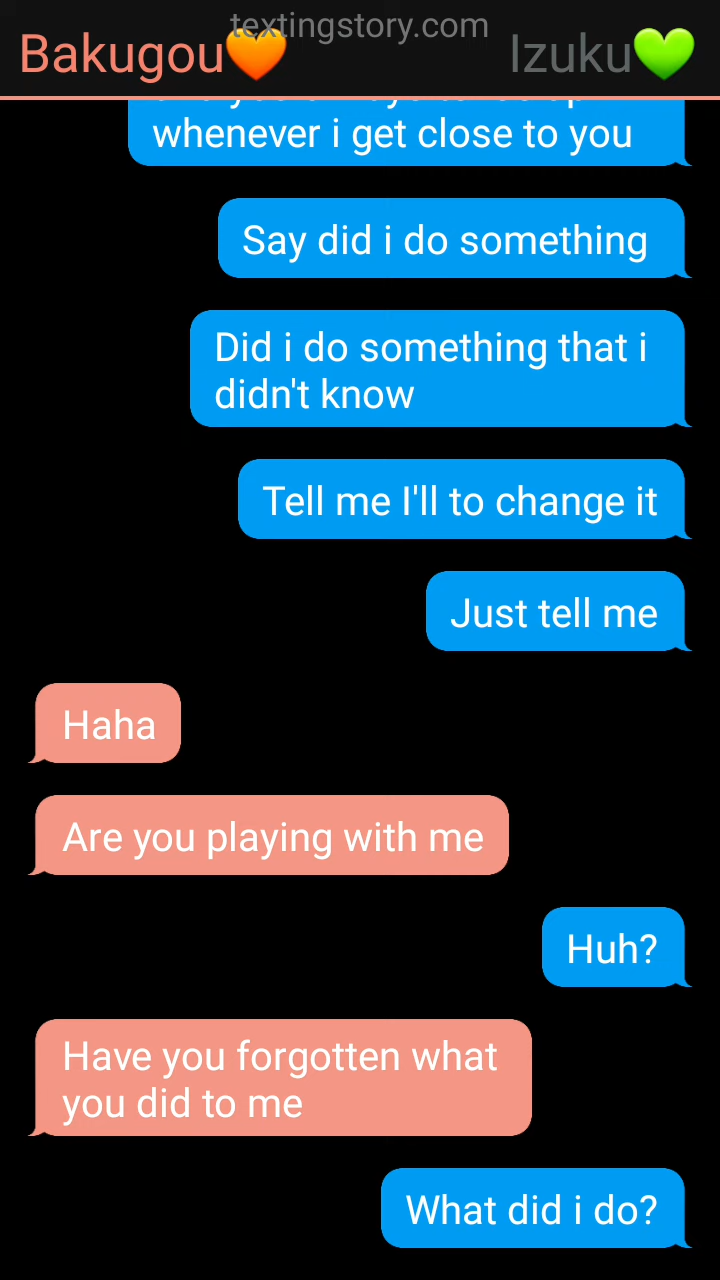 textingstory.com
Bakugou🧡 Izuku💚
whenever i get close to you
Say did i do something
Did i do something that i
didn't know
Tell me I'll to change it
Just tell me
Haha
Are you playing with me
Huh?
Have you forgotten what
you did to me
What did i do?